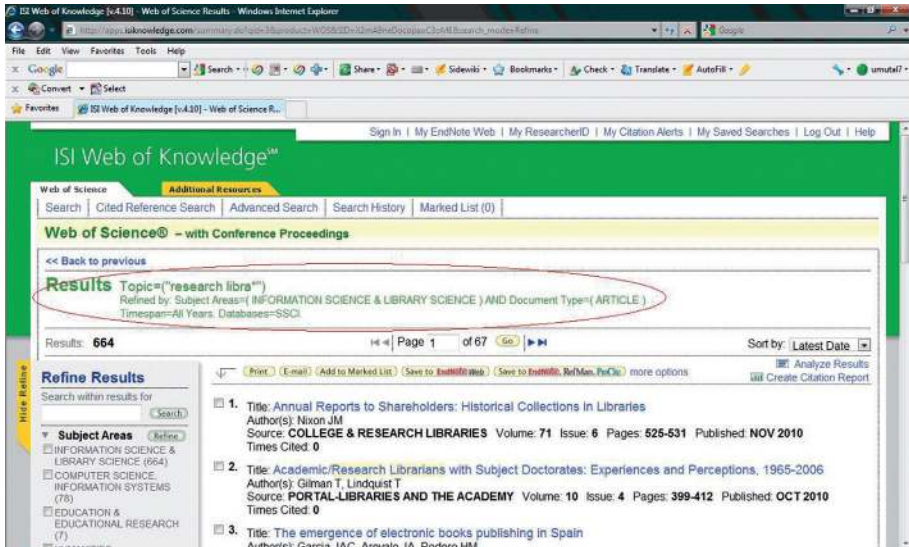 ISI Web of Knowledge [v.4.10] - Web of Science Results - Windows Internet Explorer
File Edit View Favorites Tools Help
Google Search Share Sidewiki Bookmarks Check Translate AutoFill umutal7
Convert Select
Favorites ISI Web of Knowledge [v.4.10] - Web of Science R...
Sign In | My EndNote Web | My ResearcherID | My Citation Alerts | My Saved Searches | Log Out | Help
ISI Web of Knowledge℠
Web of Science Additional Resources
Search Cited Reference Search Advanced Search Search History Marked List (0)
Web of Science® – with Conference Proceedings
<< Back to previous
Results Topic=("research libra*")
Refined by: Subject Areas=( INFORMATION SCIENCE & LIBRARY SCIENCE ) AND Document Type=( ARTICLE )
Timespan=All Years. Databases=SSCI.
Results: 664 Page 1 of 67 Go Sort by: Latest Date
Analyze Results
Create Citation Report
Hide Refine
Refine Results
Search within results for
Search
Subject Areas Refine
INFORMATION SCIENCE &
LIBRARY SCIENCE (664)
COMPUTER SCIENCE,
INFORMATION SYSTEMS
(78)
EDUCATION &
EDUCATIONAL RESEARCH
(7)
Print E-mail Add to Marked List Save to EndNote Web Save to EndNote, RefMan, ProCite more options
1. Title: Annual Reports to Shareholders: Historical Collections in Libraries
Author(s): Nixon JM
Source: COLLEGE & RESEARCH LIBRARIES Volume: 71 Issue: 6 Pages: 525-531 Published: NOV 2010
Times Cited: 0
2. Title: Academic/Research Librarians with Subject Doctorates: Experiences and Perceptions, 1965-2006
Author(s): Gilman T, Lindquist T
Source: PORTAL-LIBRARIES AND THE ACADEMY Volume: 10 Issue: 4 Pages: 399-412 Published: OCT 2010
Times Cited: 0
3. Title: The emergence of electronic books publishing in Spain
Author(s): Garcia JAC, Arevalo JA, Rodero HM